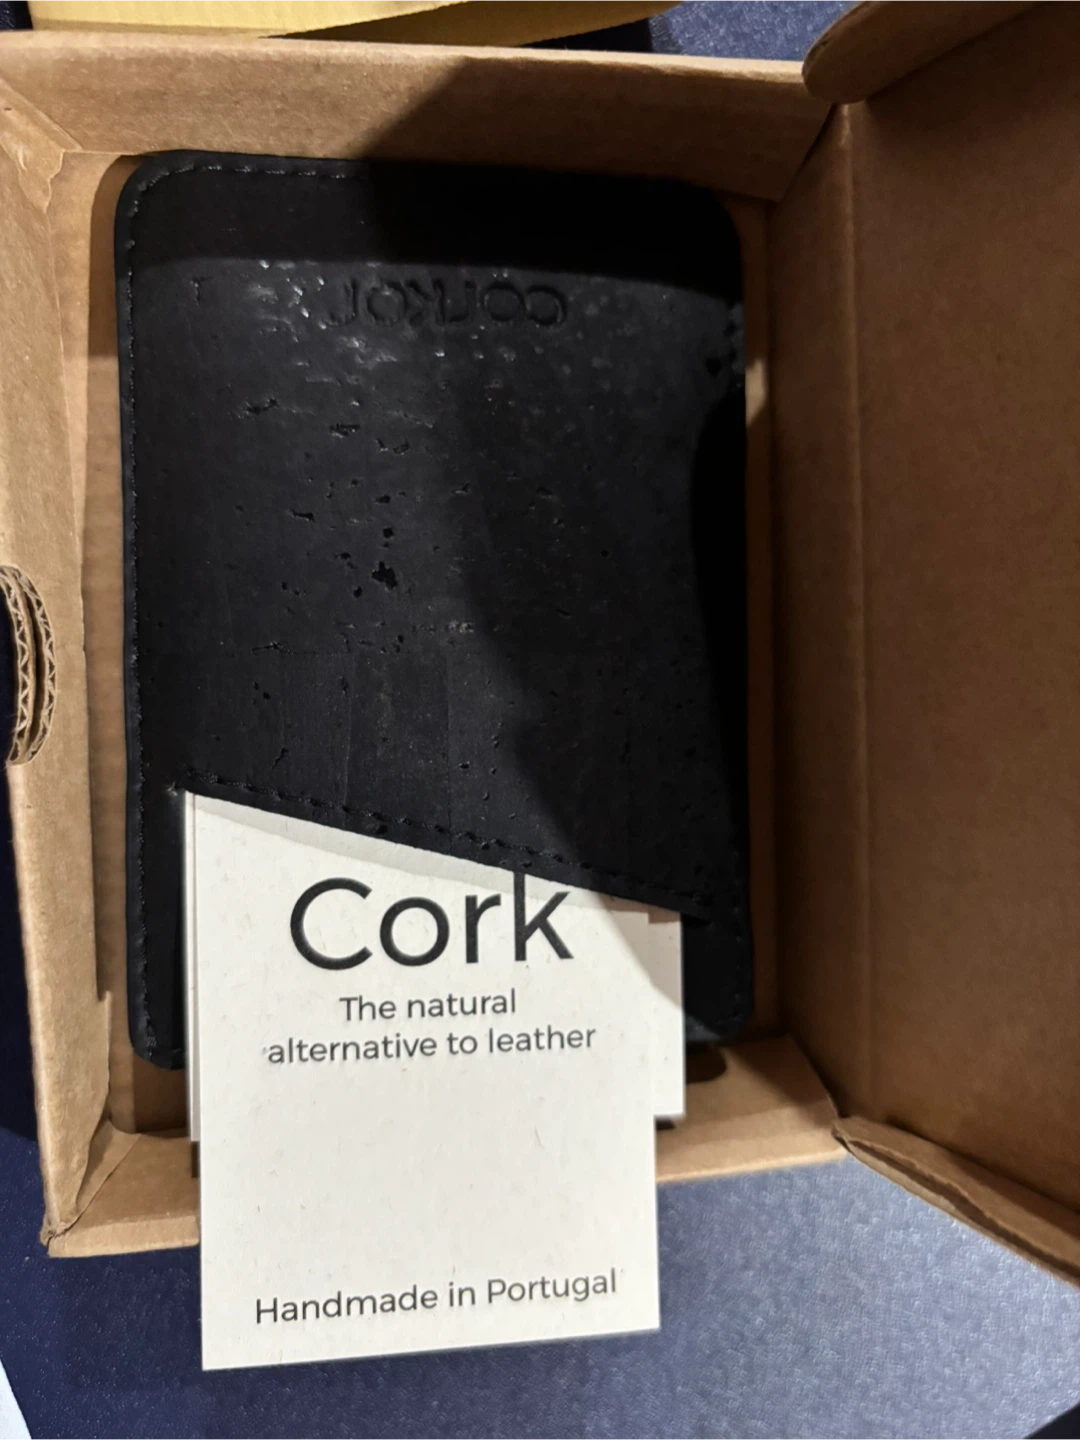 corkor
Cork
The natural
alternative to leather
Handmade in Portugal